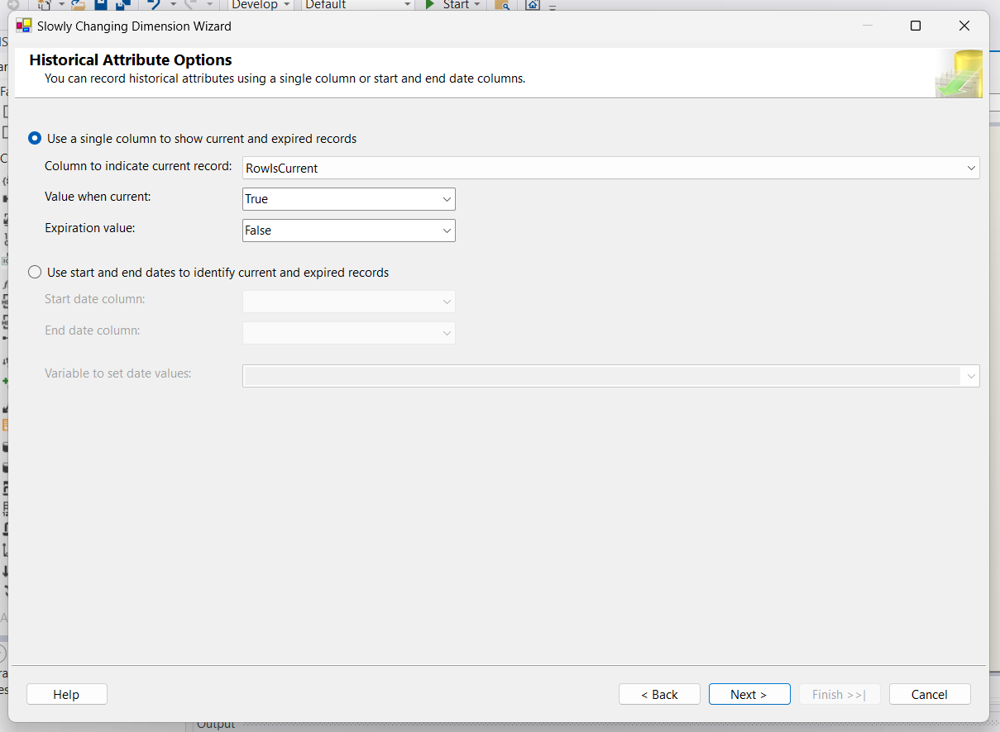 Develop Default Start
Slowly Changing Dimension Wizard
Historical Attribute Options
You can record historical attributes using a single column or start and end date columns.
Use a single column to show current and expired records
Column to indicate current record: RowIsCurrent
Value when current: True
Expiration value: False
Use start and end dates to identify current and expired records
Start date column:
End date column:
Variable to set date values:
Help < Back Next > Finish >>| Cancel
Output